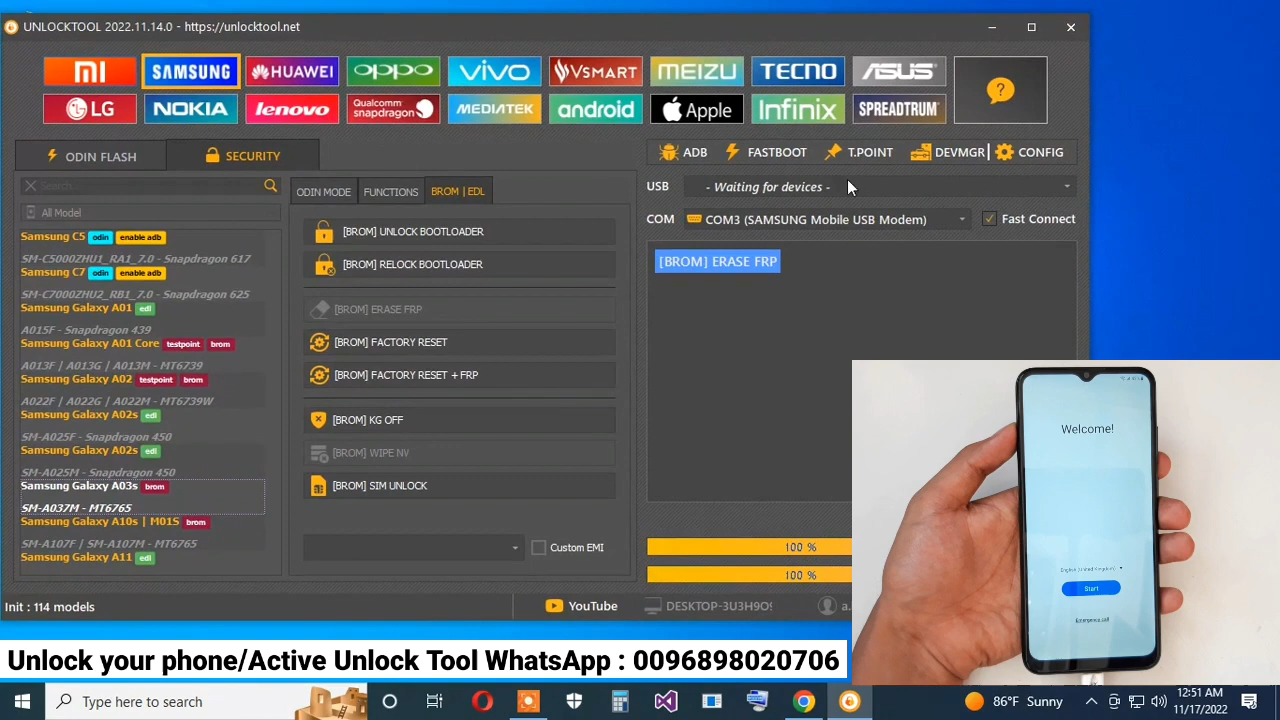 UNLOCKTOOL 2022.11.14.0 - https://unlocktool.net
MI SAMSUNG HUAWEI OPPO VIVO VSMART MEIZU TECNO ASUS ?
LG NOKIA lenovo Qualcomm snapdragon MEDIATEK android Apple Infinix SPREADTRUM
ODIN FLASH SECURITY
ADB FASTBOOT T.POINT DEVMGR CONFIG
Search
All Model
ODIN MODE FUNCTIONS BROM | EDL
USB - Waiting for devices -
COM COM3 (SAMSUNG Mobile USB Modem) Fast Connect
Samsung C5 odin enable adb
SM-C5000ZHU1_RA1_7.0 - Snapdragon 617
Samsung C7 odin enable adb
SM-C7000ZHU2_RB1_7.0 - Snapdragon 625
Samsung Galaxy A01 edl
A015F - Snapdragon 439
Samsung Galaxy A01 Core testpoint brom
A013F | A013G | A013M - MT6739
Samsung Galaxy A02 testpoint brom
A022F | A022G | A022M - MT6739W
Samsung Galaxy A02s edl
SM-A025F - Snapdragon 450
Samsung Galaxy A02s edl
SM-A025M - Snapdragon 450
Samsung Galaxy A03s brom
SM-A037M - MT6765
Samsung Galaxy A10s | M01S brom
SM-A107F / SM-A107M - MT6765
Samsung Galaxy A11 edl
[BROM] UNLOCK BOOTLOADER
[BROM] RELOCK BOOTLOADER
[BROM] ERASE FRP
[BROM] FACTORY RESET
[BROM] FACTORY RESET + FRP
[BROM] KG OFF
[BROM] WIPE NV
[BROM] SIM UNLOCK
Custom EMI
[BROM] ERASE FRP
100 %
100 %
Welcome!
English (United Kingdom)
Start
Emergency call
Init : 114 models
YouTube
DESKTOP-3U3H9O9
a.
Unlock your phone/Active Unlock Tool WhatsApp : 0096898020706
Type here to search
86°F Sunny
12:51 AM
11/17/2022